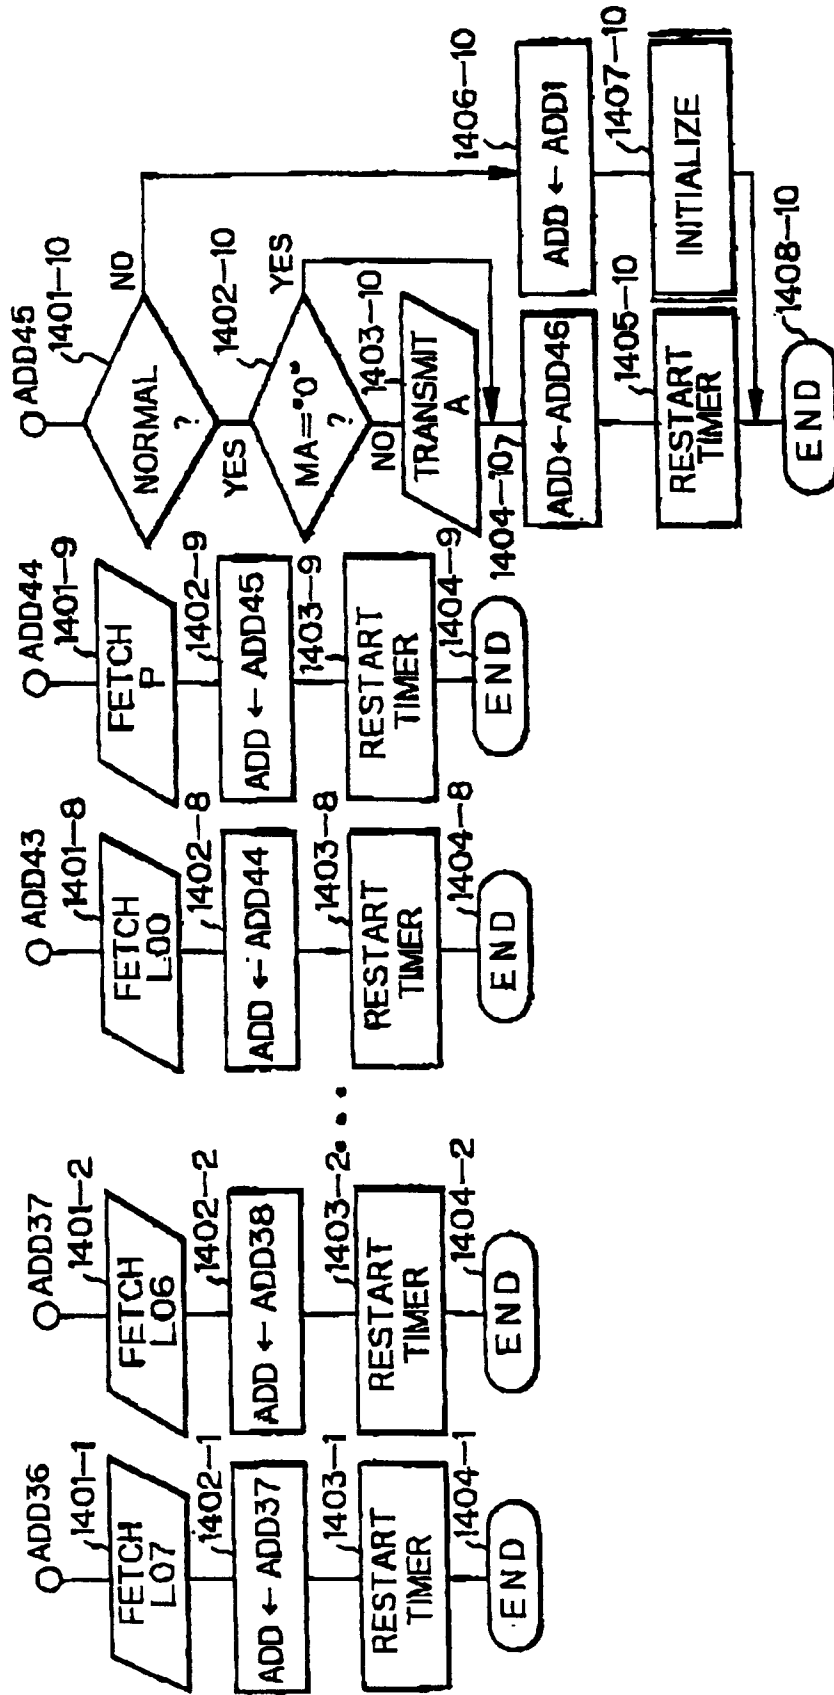 ADD36
1401-1
FETCH
L07
1402-1
ADD ← ADD37
1403-1
RESTART
TIMER
1404-1
END
ADD37
1401-2
FETCH
L06
1402-2
ADD ← ADD38
1403-2
RESTART
TIMER
1404-2
END
• • •
ADD43
1401-8
FETCH
L00
1402-8
ADD ← ADD44
1403-8
RESTART
TIMER
1404-8
END
ADD44
1401-9
FETCH
P
1402-9
ADD ← ADD45
1403-9
RESTART
TIMER
1404-9
END
ADD45
1401-10
NORMAL
?
NO
YES
1402-10
MA="0"
?
YES
NO
1403-10
TRANSMIT
A
1404-10
ADD←ADD46
1405-10
RESTART
TIMER
1406-10
ADD ← ADD1
1407-10
INITIALIZE
1408-10
END